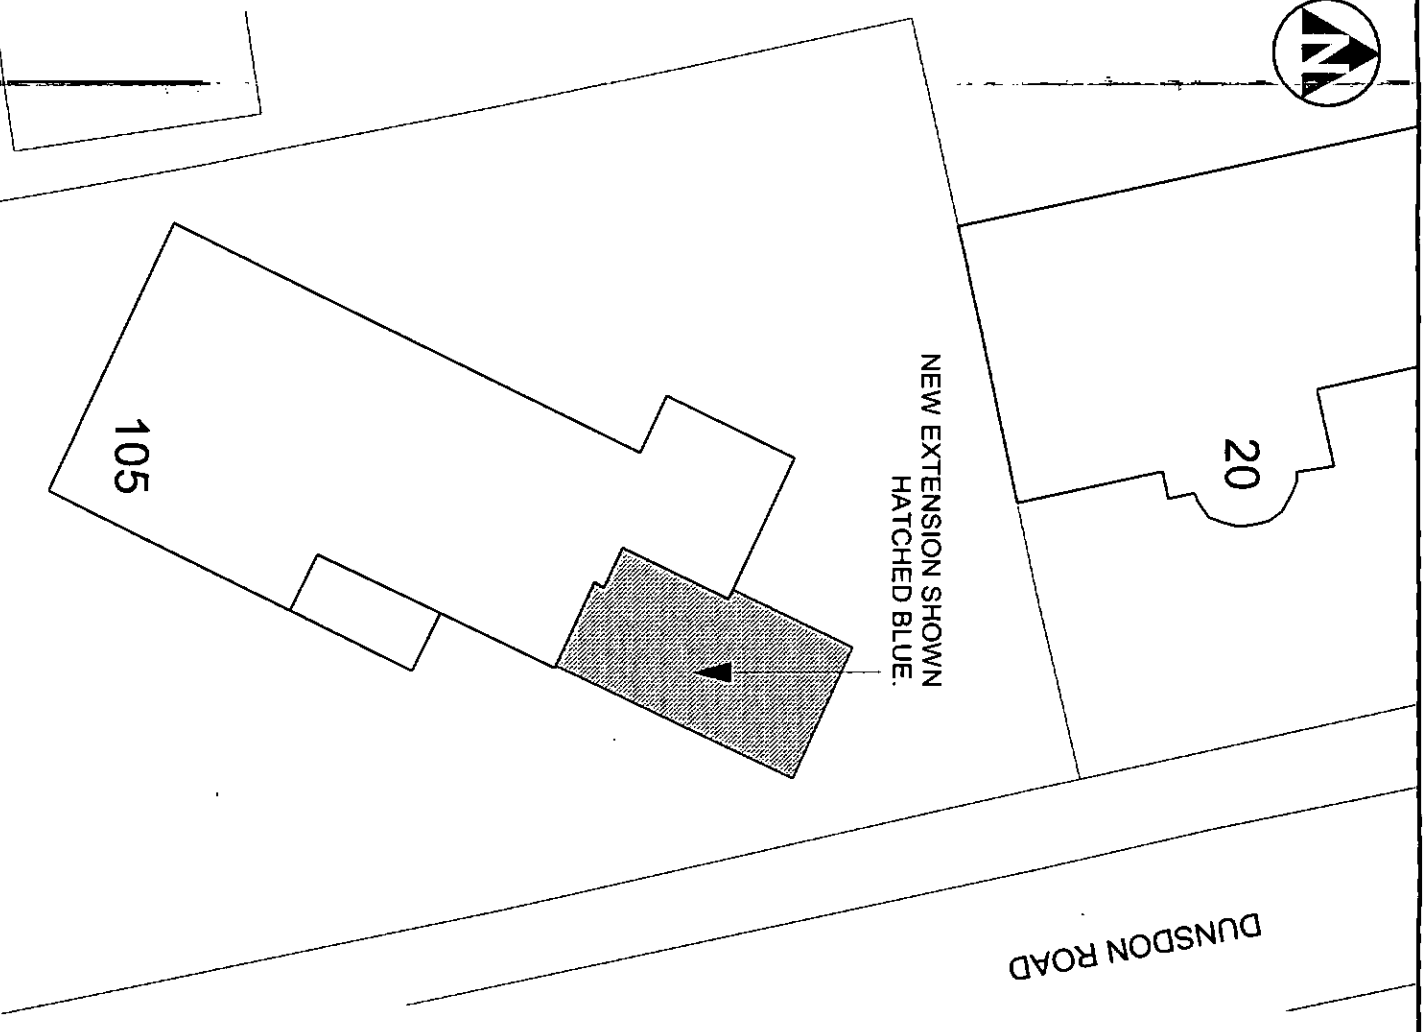 N
NEW EXTENSION SHOWN
HATCHED BLUE.
20
105
DUNSDON ROAD